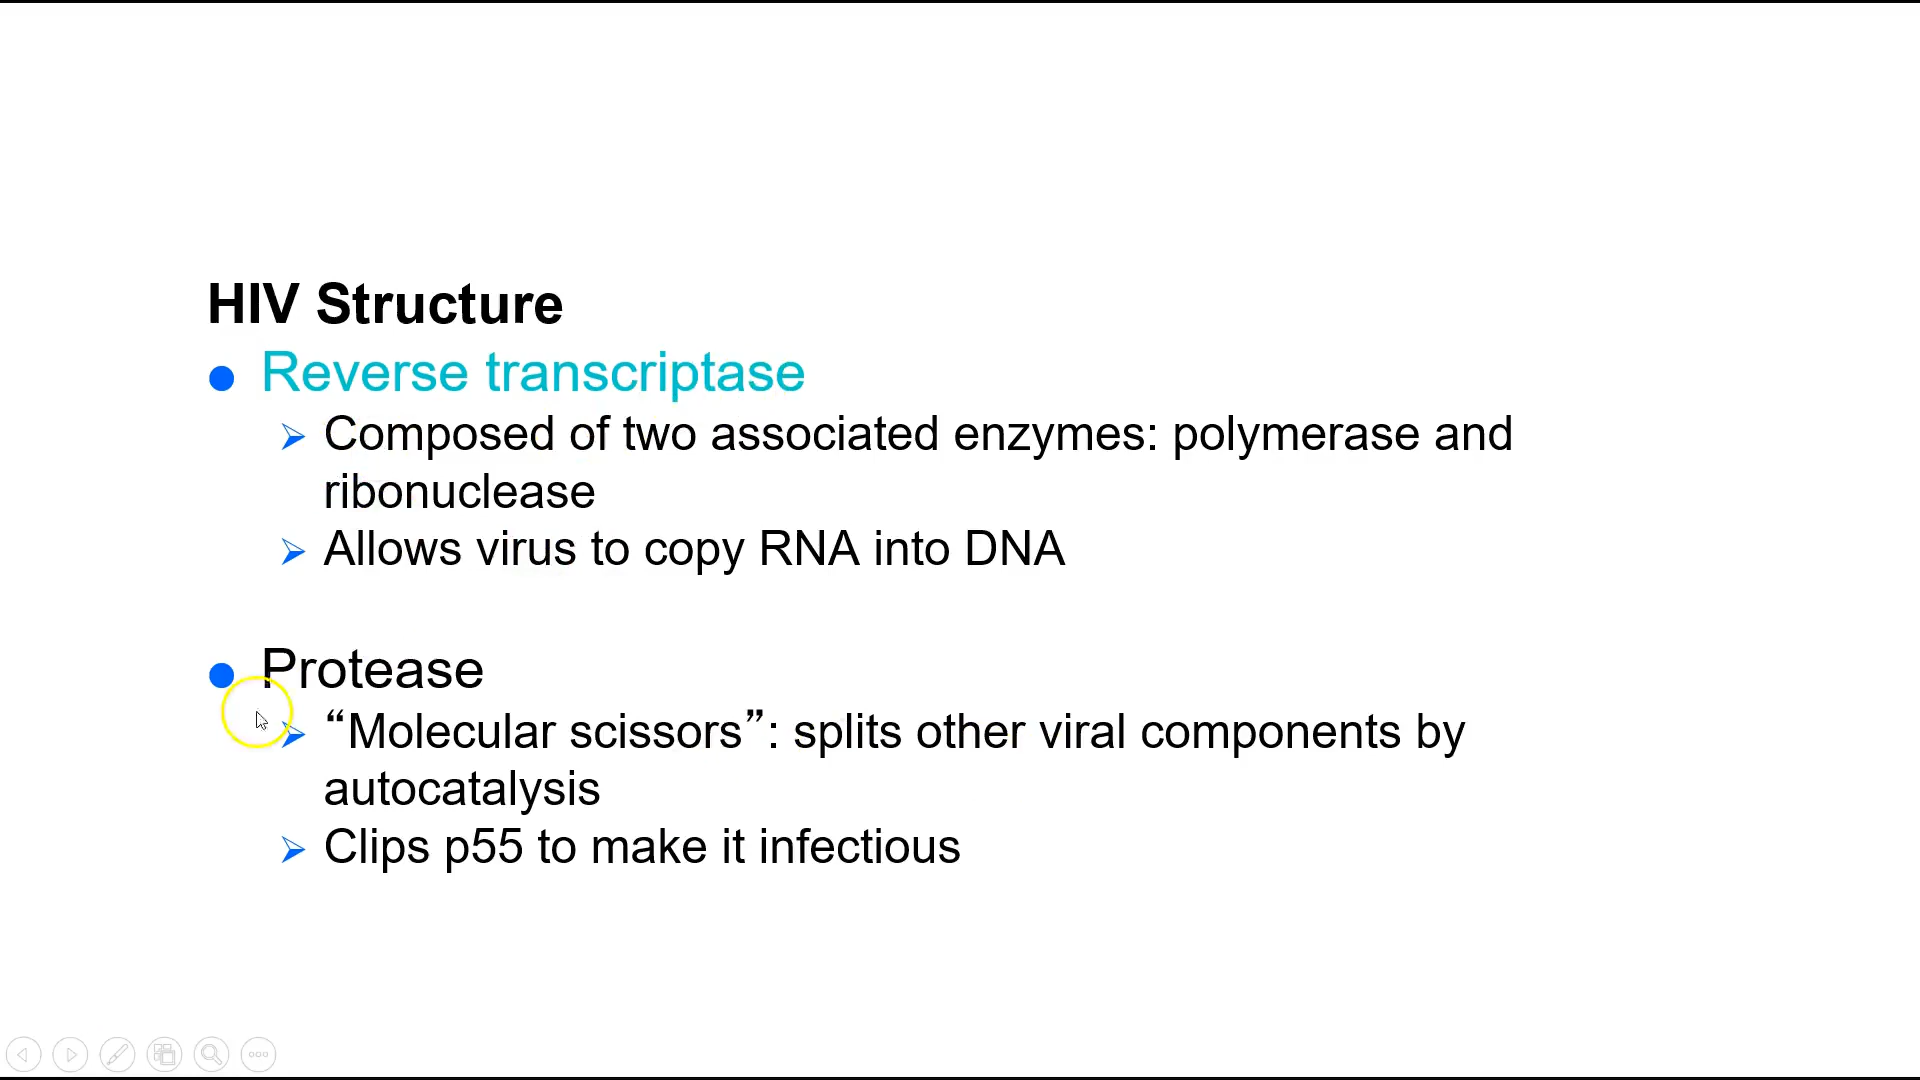 HIV Structure
● Reverse transcriptase
➢ Composed of two associated enzymes: polymerase and
ribonuclease
➢ Allows virus to copy RNA into DNA
● Protease
➢ “Molecular scissors”: splits other viral components by
autocatalysis
➢ Clips p55 to make it infectious